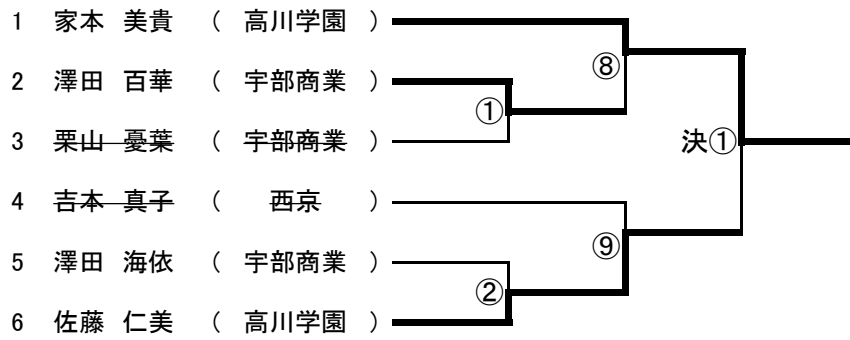 1 家本 美貴 ( 高川学園 )
⑧
2 澤田 百華 ( 宇部商業 )
①
3 栗山 憂葉 ( 宇部商業 )
決①
4 吉本 真子 ( 西京 )
⑨
5 澤田 海依 ( 宇部商業 )
②
6 佐藤 仁美 ( 高川学園 )